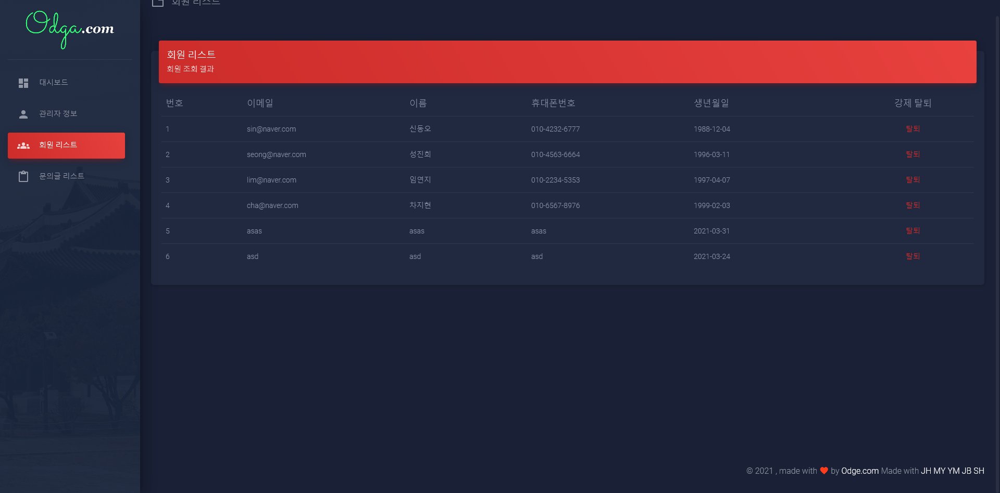 Odga.com
대시보드
관리자 정보
회원 리스트
문의글 리스트
회원 리스트
회원 리스트
회원 조회 결과
번호 이메일 이름 휴대폰번호 생년월일 강제 탈퇴
1 sin@naver.com 신동오 010-4232-6777 1988-12-04 탈퇴
2 seong@naver.com 성진희 010-4563-6664 1996-03-11 탈퇴
3 lim@naver.com 임연지 010-2234-5353 1997-04-07 탈퇴
4 cha@naver.com 차지현 010-6567-8976 1999-02-03 탈퇴
5 asas asas asas 2021-03-31 탈퇴
6 asd asd asd 2021-03-24 탈퇴
© 2021 , made with ♥ by Odge.com Made with JH MY YM JB SH